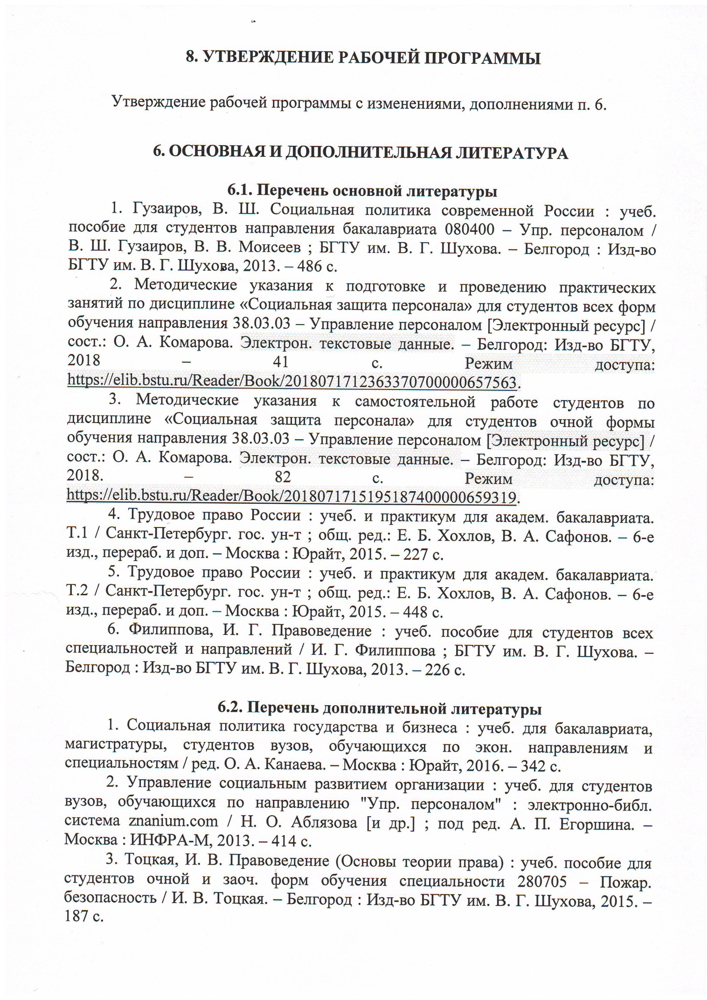 8. УТВЕРЖДЕНИЕ РАБОЧЕЙ ПРОГРАММЫ
Утверждение рабочей программы с изменениями, дополнениями п. 6.
6. ОСНОВНАЯ И ДОПОЛНИТЕЛЬНАЯ ЛИТЕРАТУРА
6.1. Перечень основной литературы
1. Гузаиров, В. Ш. Социальная политика современной России : учеб.
пособие для студентов направления бакалавриата 080400 – Упр. персоналом /
В. Ш. Гузаиров, В. В. Моисеев ; БГТУ им. В. Г. Шухова. – Белгород : Изд-во
БГТУ им. В. Г. Шухова, 2013. – 486 с.
2. Методические указания к подготовке и проведению практических
занятий по дисциплине «Социальная защита персонала» для студентов всех форм
обучения направления 38.03.03 – Управление персоналом [Электронный ресурс] /
сост.: О. А. Комарова. Электрон. текстовые данные. – Белгород: Изд-во БГТУ,
2018 – 41 с. Режим доступа:
https://elib.bstu.ru/Reader/Book/2018071712363370700000657563.
3. Методические указания к самостоятельной работе студентов по
дисциплине «Социальная защита персонала» для студентов очной формы
обучения направления 38.03.03 – Управление персоналом [Электронный ресурс] /
сост.: О. А. Комарова. Электрон. текстовые данные. – Белгород: Изд-во БГТУ,
2018. – 82 с. Режим доступа:
https://elib.bstu.ru/Reader/Book/2018071715195187400000659319.
4. Трудовое право России : учеб. и практикум для академ. бакалавриата.
Т.1 / Санкт-Петербург. гос. ун-т ; общ. ред.: Е. Б. Хохлов, В. А. Сафонов. – 6-е
изд., перераб. и доп. – Москва : Юрайт, 2015. – 227 с.
5. Трудовое право России : учеб. и практикум для академ. бакалавриата.
Т.2 / Санкт-Петербург. гос. ун-т ; общ. ред.: Е. Б. Хохлов, В. А. Сафонов. – 6-е
изд., перераб. и доп. – Москва : Юрайт, 2015. – 448 с.
6. Филиппова, И. Г. Правоведение : учеб. пособие для студентов всех
специальностей и направлений / И. Г. Филиппова ; БГТУ им. В. Г. Шухова. –
Белгород : Изд-во БГТУ им. В. Г. Шухова, 2013. – 226 с.
6.2. Перечень дополнительной литературы
1. Социальная политика государства и бизнеса : учеб. для бакалавриата,
магистратуры, студентов вузов, обучающихся по экон. направлениям и
специальностям / ред. О. А. Канаева. – Москва : Юрайт, 2016. – 342 с.
2. Управление социальным развитием организации : учеб. для студентов
вузов, обучающихся по направлению "Упр. персоналом" : электронно-библ.
система znanium.com / Н. О. Аблязова [и др.] ; под ред. А. П. Егоршина. –
Москва : ИНФРА-М, 2013. – 414 с.
3. Тоцкая, И. В. Правоведение (Основы теории права) : учеб. пособие для
студентов очной и заоч. форм обучения специальности 280705 – Пожар.
безопасность / И. В. Тоцкая. – Белгород : Изд-во БГТУ им. В. Г. Шухова, 2015. –
187 с.